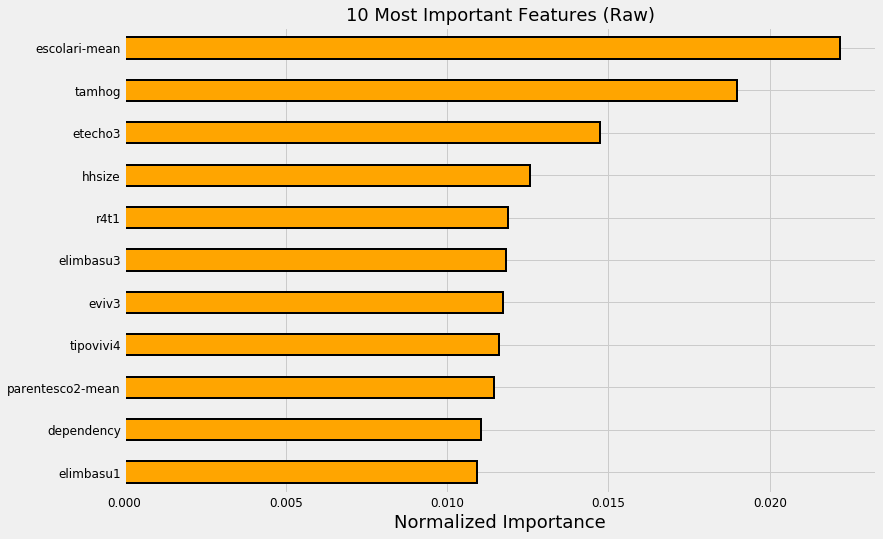 10 Most Important Features (Raw)
escolari-mean
tamhog
etecho3
hhsize
r4t1
elimbasu3
eviv3
tipovivi4
parentesco2-mean
dependency
elimbasu1
0.000 0.005 0.010 0.015 0.020
Normalized Importance